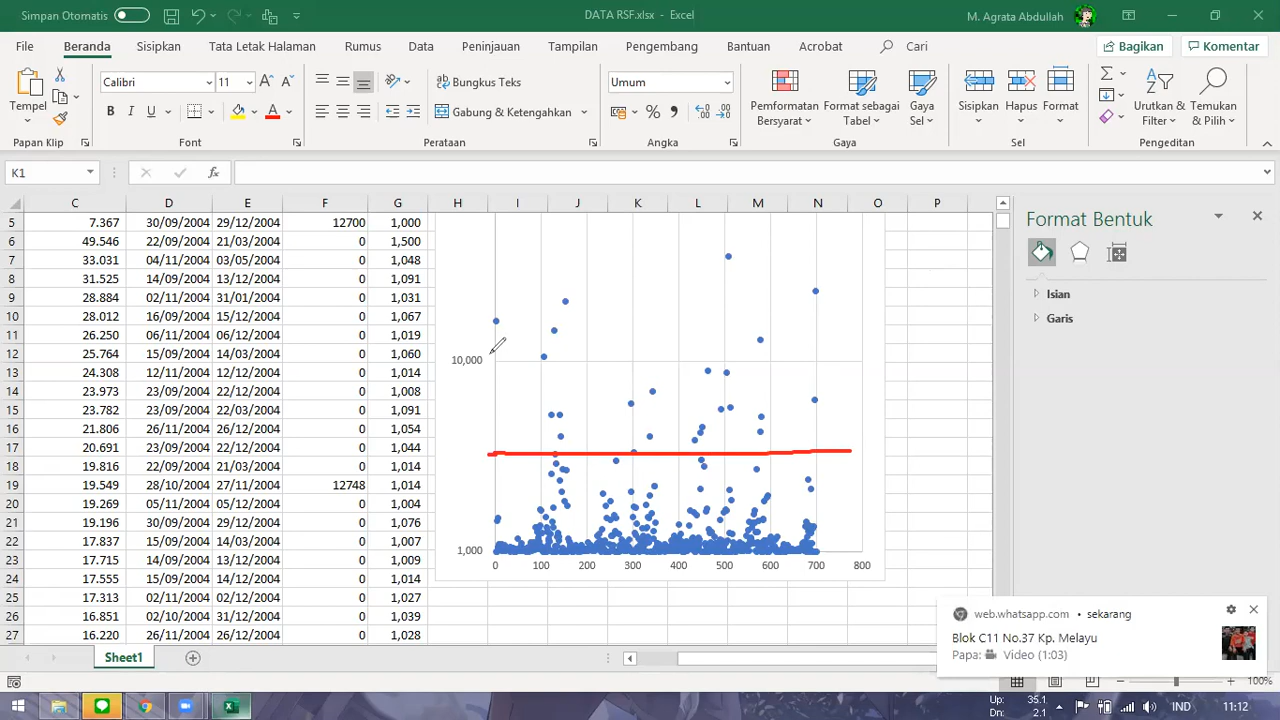 Simpan Otomatis
DATA RSF.xlsx - Excel
M. Agrata Abdullah
File Beranda Sisipkan Tata Letak Halaman Rumus Data Peninjauan Tampilan Pengembang Bantuan Acrobat Cari
Bagikan Komentar
Tempel
Calibri 11
B I U
Bungkus Teks
Gabung & Ketengahkan
Umum
Pemformatan Bersyarat
Format sebagai Tabel
Gaya Sel
Sisipkan
Hapus
Format
Urutkan & Filter
Temukan & Pilih
Papan Klip Font Perataan Angka Gaya Sel Pengeditan
K1
fx
C D E F G H I J K L M N O P
5 7.367 30/09/2004 29/12/2004 12700 1,000
6 49.546 22/09/2004 21/03/2004 0 1,500
7 33.031 04/11/2004 03/05/2004 0 1,048
8 31.525 14/09/2004 13/12/2004 0 1,091
9 28.884 02/11/2004 31/01/2004 0 1,031
10 28.012 16/09/2004 15/12/2004 0 1,067
11 26.250 06/11/2004 06/12/2004 0 1,019
12 25.764 15/09/2004 14/03/2004 0 1,060
13 24.308 12/11/2004 12/12/2004 0 1,014
14 23.973 23/09/2004 22/12/2004 0 1,008
15 23.782 23/09/2004 22/03/2004 0 1,091
16 21.806 26/11/2004 26/12/2004 0 1,054
17 20.691 23/09/2004 22/12/2004 0 1,044
18 19.816 22/09/2004 21/03/2004 0 1,014
19 19.549 28/10/2004 27/11/2004 12748 1,014
20 19.269 05/11/2004 05/12/2004 0 1,004
21 19.196 30/09/2004 29/12/2004 0 1,076
22 17.837 15/09/2004 14/03/2004 0 1,007
23 17.715 14/09/2004 13/12/2004 0 1,009
24 17.555 15/09/2004 14/12/2004 0 1,014
25 17.313 02/11/2004 02/12/2004 0 1,027
26 16.851 02/10/2004 31/12/2004 0 1,039
27 16.220 26/11/2004 26/12/2004 0 1,028
10,000
1,000
0 100 200 300 400 500 600 700 800
Format Bentuk
Isian
Garis
web.whatsapp.com • sekarang
Blok C11 No.37 Kp. Melayu
Papa: Video (1:03)
Sheet1
100%
Up: 35.1
Dn: 2.1
IND
11:12